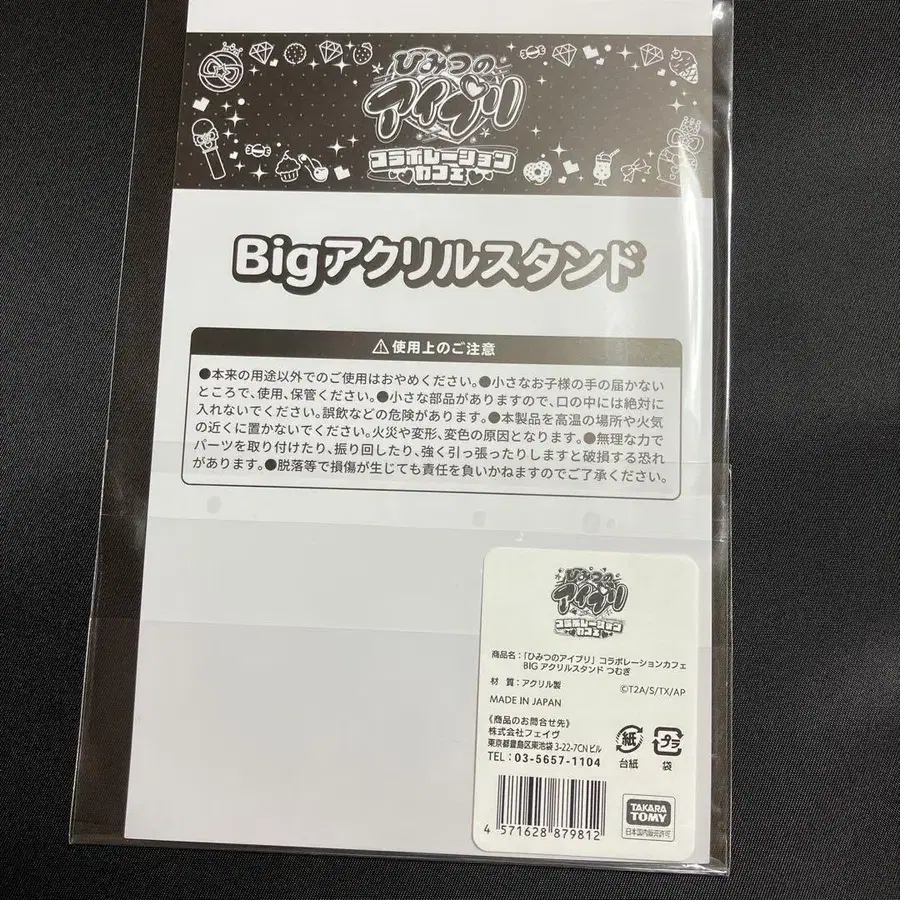 ひみつの
アイプリ
コラボレーション
カフェ
Bigアクリルスタンド
⚠使用上のご注意
●本来の用途以外でのご使用はおやめください。●小さなお子様の手の届かない
ところで、使用、保管ください。●小さな部品がありますので、口の中には絶対に
入れないでください。誤飲などの危険があります。●本製品を高温の場所や火気
の近くに置かないでください。火災や変形、変色の原因となります。●無理な力で
パーツを取り付けたり、振り回したり、強く引っ張ったりしますと破損する恐れ
があります。●脱落等で損傷が生じても責任を負いかねますのでご了承ください。
ひみつの
アイプリ
コラボレーション
カフェ
商品名:「ひみつのアイプリ」コラボレーションカフェ
BIG アクリルスタンド つむぎ
材 質:アクリル製
©T2A/S/TX/AP
MADE IN JAPAN
《商品のお問合せ先》
株式会社フェイヴ
東京都豊島区東池袋 3-22-7CN ビル
TEL:03-5657-1104
紙
台紙
プラ
袋
4 571628 879812
TAKARA
TOMY
日本国内販売許可